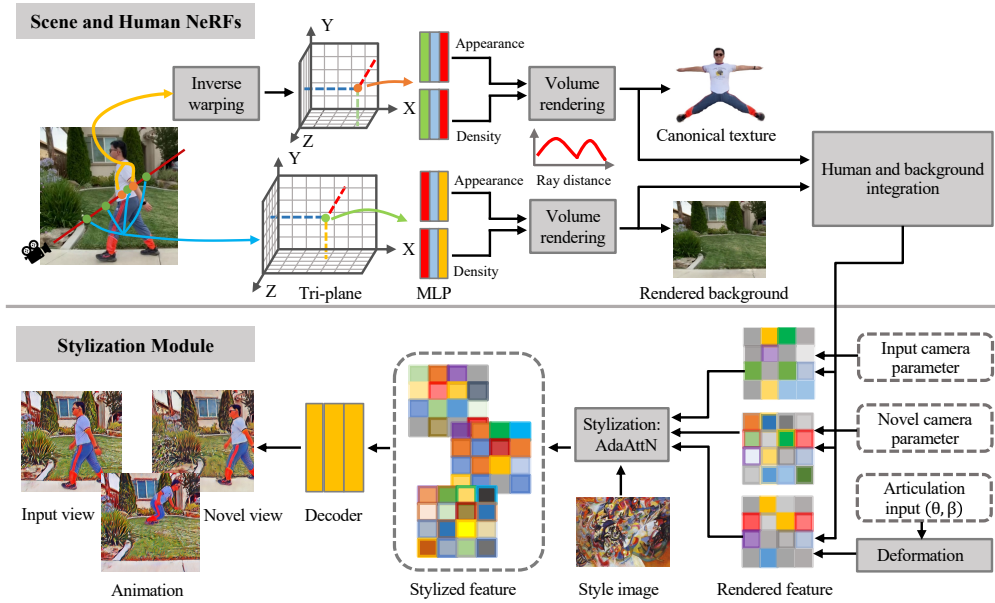 Scene and Human NeRFs
Inverse
warping
Y
X
Z
Appearance
Density
Volume
rendering
Canonical texture
Ray distance
Human and background
integration
Y
X
Z
Tri-plane
Appearance
Density
MLP
Volume
rendering
Rendered background
Stylization Module
Input view
Novel view
Animation
Decoder
Stylized feature
Stylization:
AdaAttN
Style image
Rendered feature
Input camera
parameter
Novel camera
parameter
Articulation
input (θ, β)
Deformation